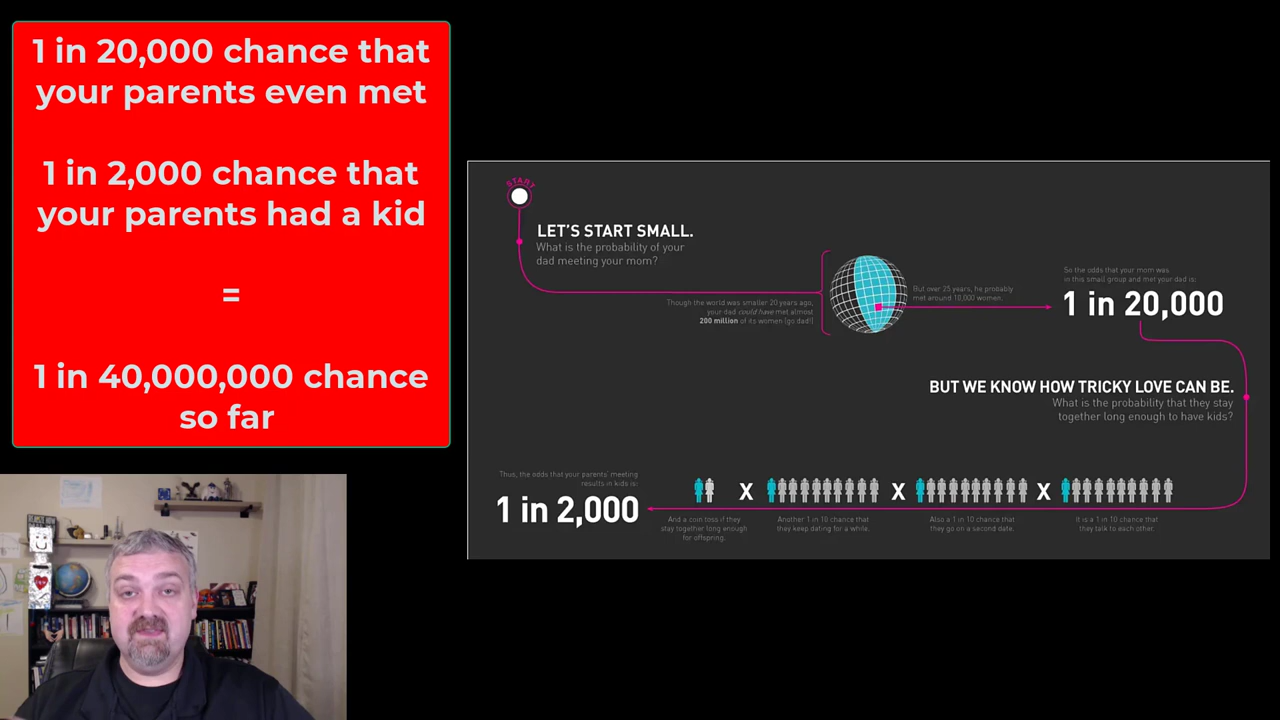 1 in 20,000 chance that
your parents even met
1 in 2,000 chance that
your parents had a kid
=
1 in 40,000,000 chance
so far
START
LET'S START SMALL.
What is the probability of your
dad meeting your mom?
Though the world was smaller 20 years ago,
your dad could have met almost
200 million of its women (go dad!)
But over 25 years, he probably
met around 10,000 women.
So the odds that your mom was
in this small group and met your dad is:
1 in 20,000
BUT WE KNOW HOW TRICKY LOVE CAN BE.
What is the probability that they stay
together long enough to have kids?
Thus, the odds that your parents' meeting
results in kids is:
1 in 2,000
X
X
X
And a coin toss if they
stay together long enough
for offspring.
Another 1 in 10 chance that
they keep dating for a while.
Also a 1 in 10 chance that
they go on a second date.
It is a 1 in 10 chance that
they talk to each other.